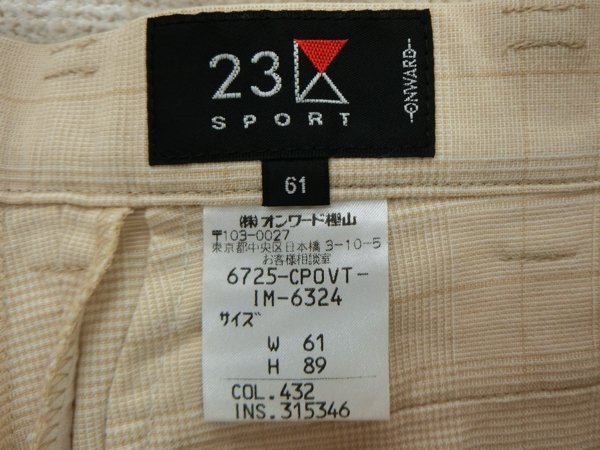 23
SPORT
ONWARD
61
㈱オンワード樫山
〒103-0027
東京都中央区日本橋 3-10-5
お客様相談室
6725-CPOVT-
IM-6324
サイズ
W 61
H 89
COL.432
INS.315346